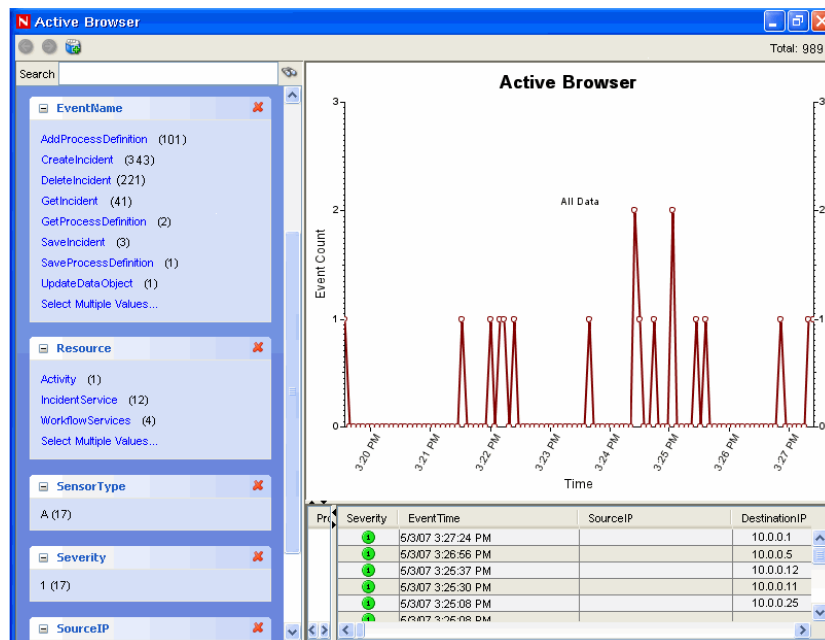 N Active Browser
Total: 989
Search
EventName
AddProcessDefinition (101)
CreateIncident (343)
DeleteIncident (221)
GetIncident (41)
GetProcessDefinition (2)
SaveIncident (3)
SaveProcessDefinition (1)
UpdateDataObject (1)
Select Multiple Values...
Resource
Activity (1)
IncidentService (12)
WorkflowServices (4)
Select Multiple Values...
SensorType
A (17)
Severity
1 (17)
SourceIP
Active Browser
3
2
1
0
3
2
1
0
Event Count
All Data
3:20 PM
3:21 PM
3:22 PM
3:23 PM
3:24 PM
3:25 PM
3:26 PM
3:27 PM
Time
Severity EventTime SourceIP DestinationIP
5/3/07 3:27:24 PM 10.0.0.1
5/3/07 3:26:56 PM 10.0.0.5
5/3/07 3:25:37 PM 10.0.0.12
5/3/07 3:25:30 PM 10.0.0.11
5/3/07 3:25:08 PM 10.0.0.25
5/3/07 3:25:08 PM